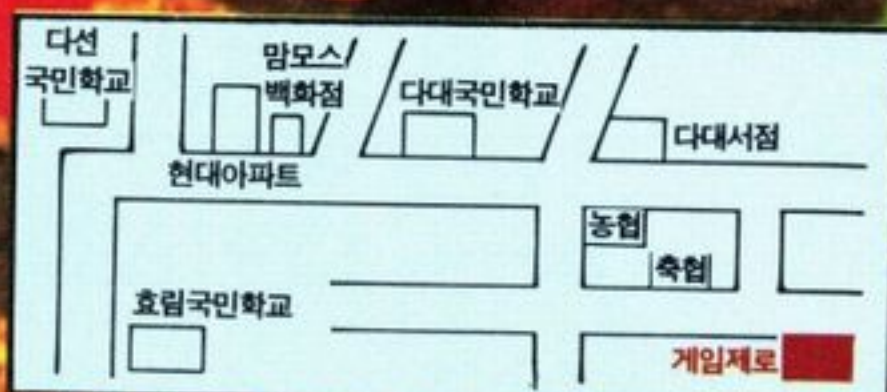 다선
국민학교
맘모스
백화점
다대국민학교
다대서점
현대아파트
농협
축협
효림국민학교
게임제로